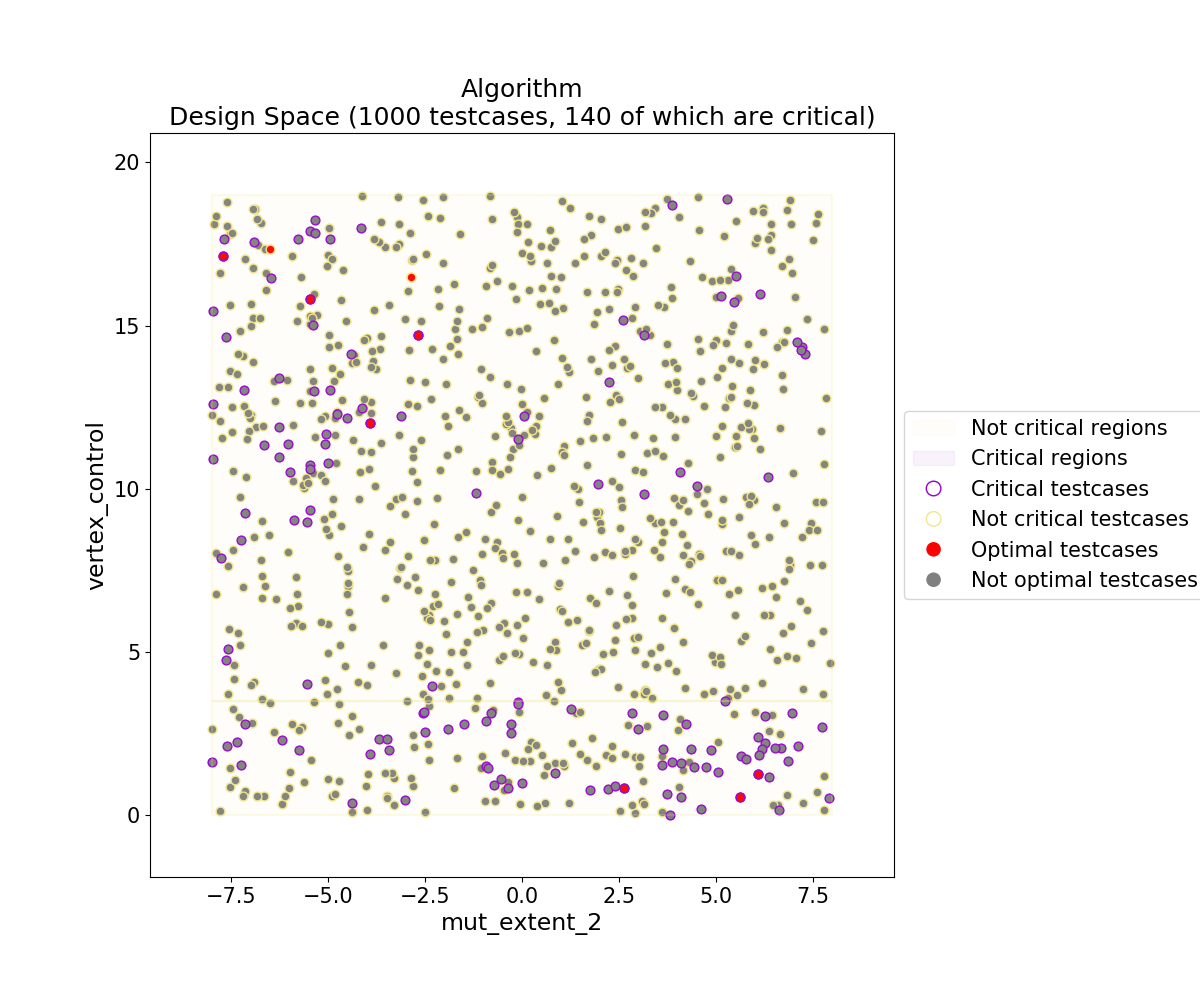 Algorithm
Design Space (1000 testcases, 140 of which are critical)
20
15
10
5
0
vertex_control
−7.5
−5.0
−2.5
0.0
2.5
5.0
7.5
mut_extent_2
Not critical regions
Critical regions
Critical testcases
Not critical testcases
Optimal testcases
Not optimal testcases